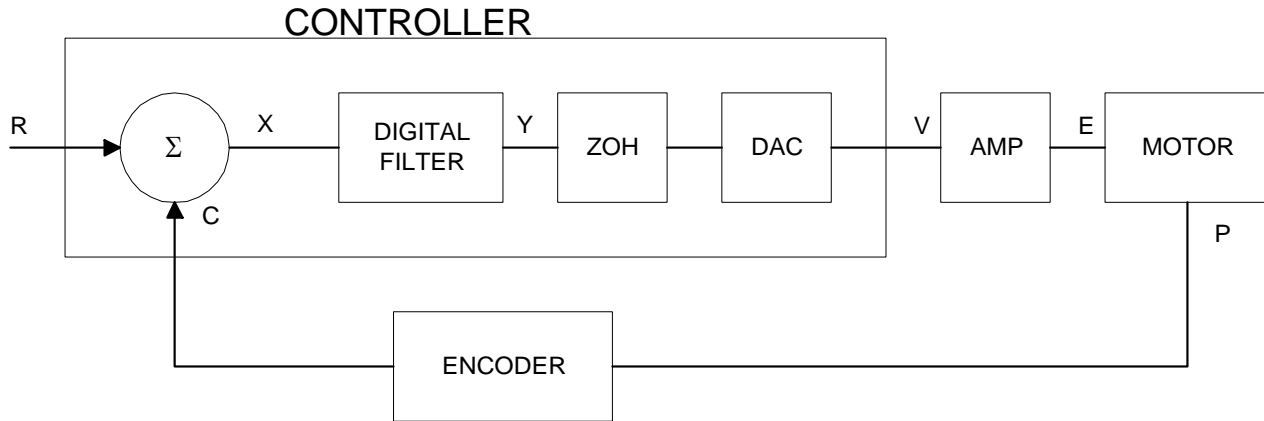 CONTROLLER
R
Σ
X
DIGITAL
FILTER
Y
ZOH
DAC
V
AMP
E
MOTOR
C
P
ENCODER